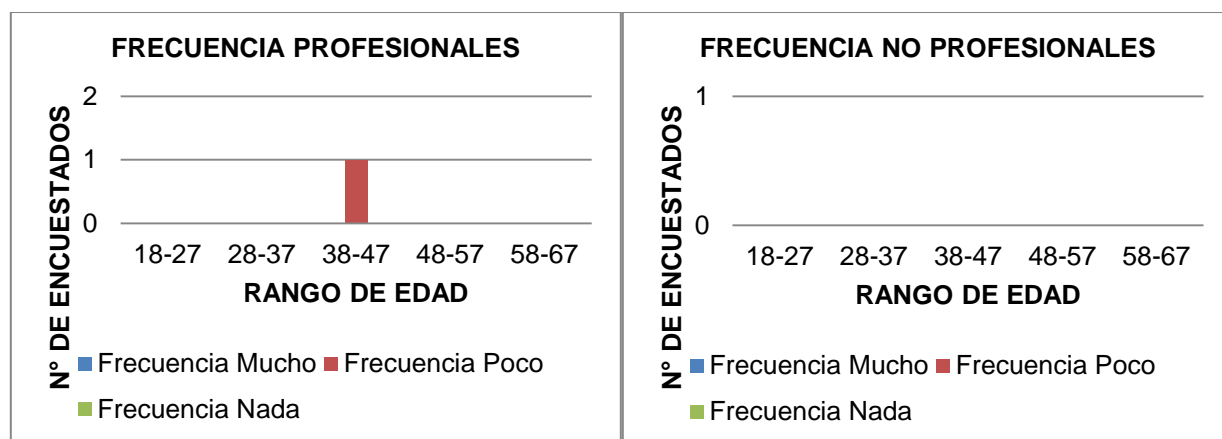 FRECUENCIA PROFESIONALES
N° DE ENCUESTADOS
2
1
0
18-27 28-37 38-47 48-57 58-67
RANGO DE EDAD
Frecuencia Mucho Frecuencia Poco
Frecuencia Nada
FRECUENCIA NO PROFESIONALES
N° DE ENCUESTADOS
1
0
18-27 28-37 38-47 48-57 58-67
RANGO DE EDAD
Frecuencia Mucho Frecuencia Poco
Frecuencia Nada